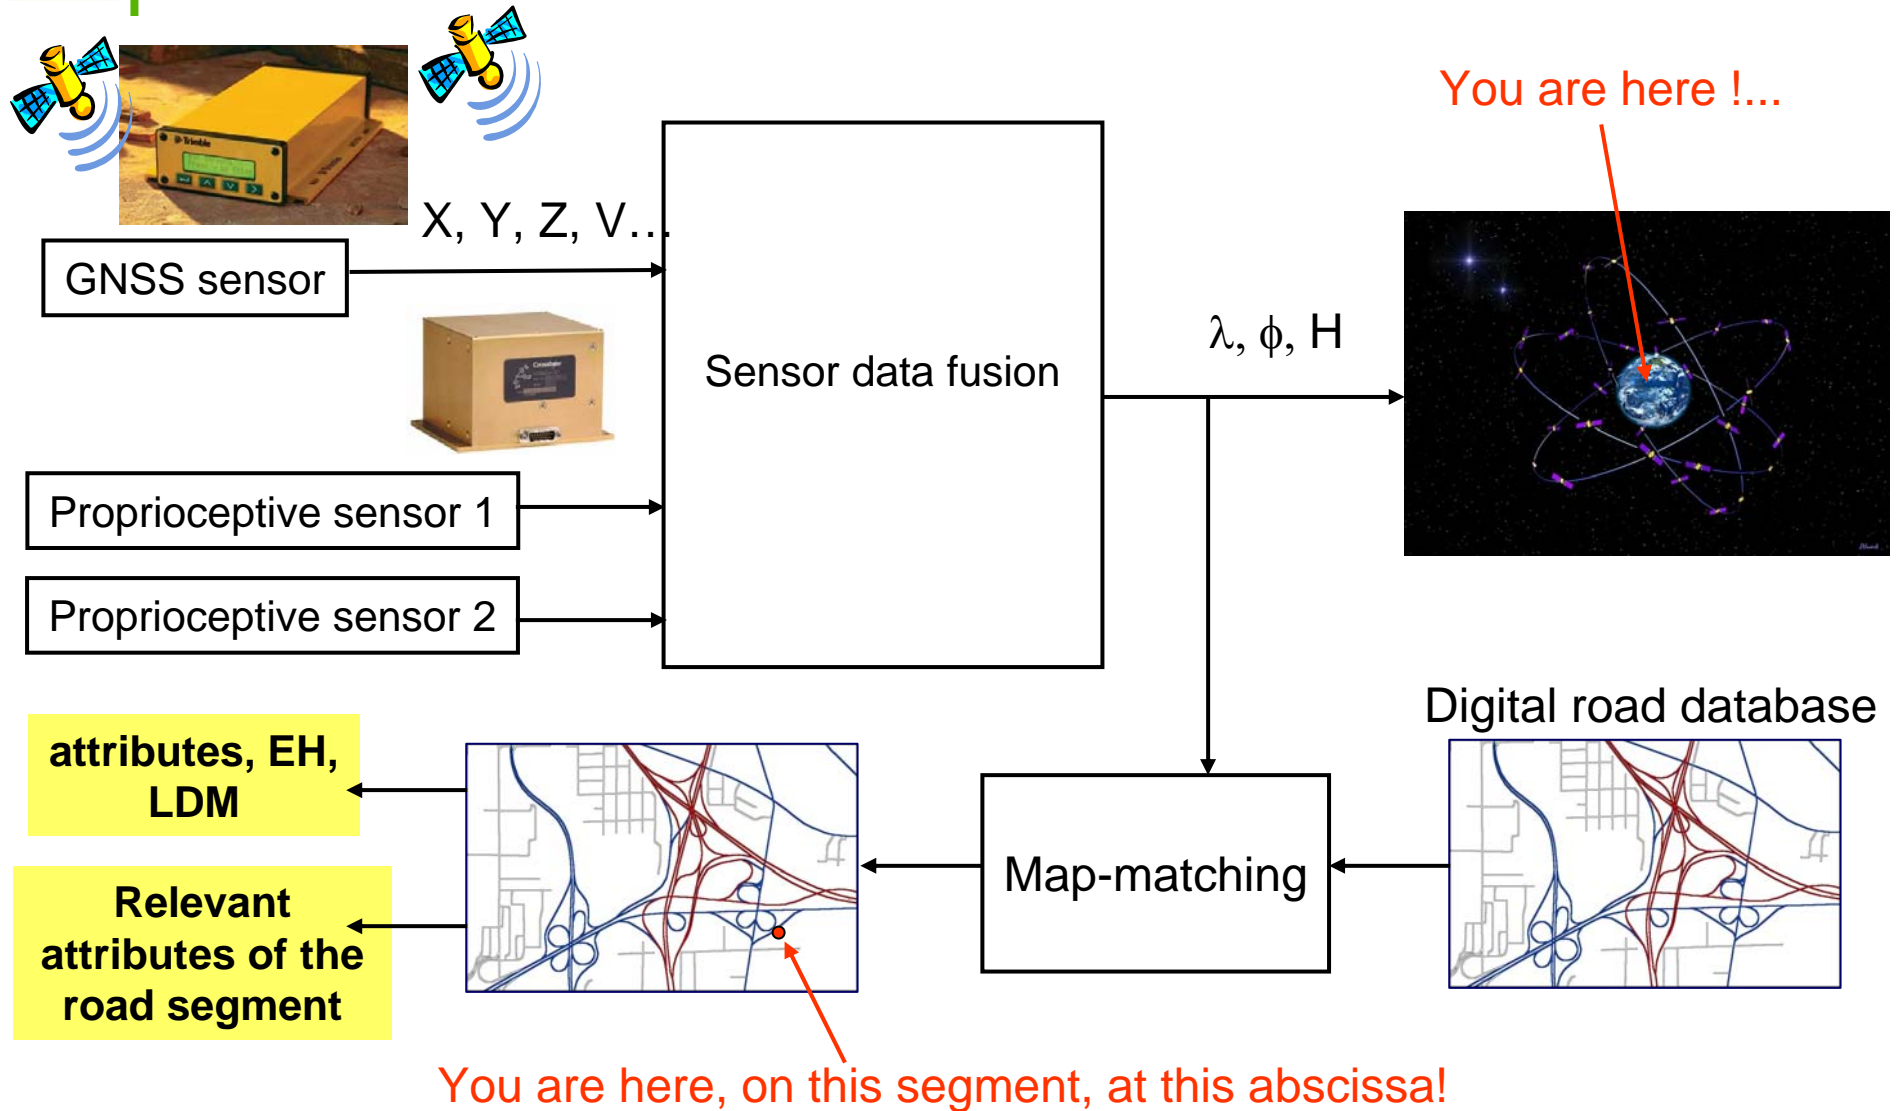 You are here !...
Trimble
X, Y, Z, V...
GNSS sensor
λ, ϕ, H
Sensor data fusion
Proprioceptive sensor 1
Proprioceptive sensor 2
Digital road database
attributes, EH,
LDM
Map-matching
Relevant
attributes of the
road segment
You are here, on this segment, at this abscissa!